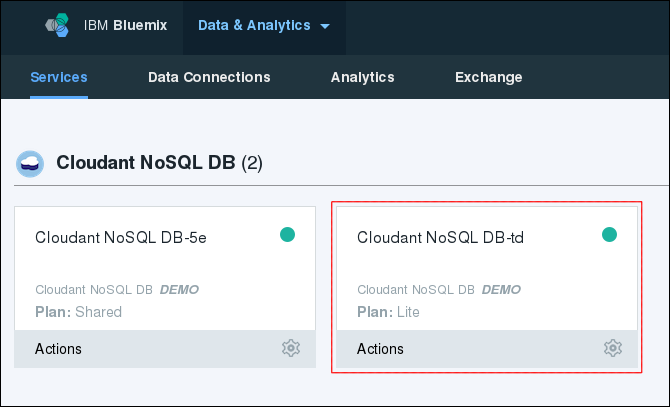 IBM Bluemix Data & Analytics
Services Data Connections Analytics Exchange
Cloudant NoSQL DB (2)
Cloudant NoSQL DB-5e
Cloudant NoSQL DB DEMO
Plan: Shared
Actions
Cloudant NoSQL DB-td
Cloudant NoSQL DB DEMO
Plan: Lite
Actions